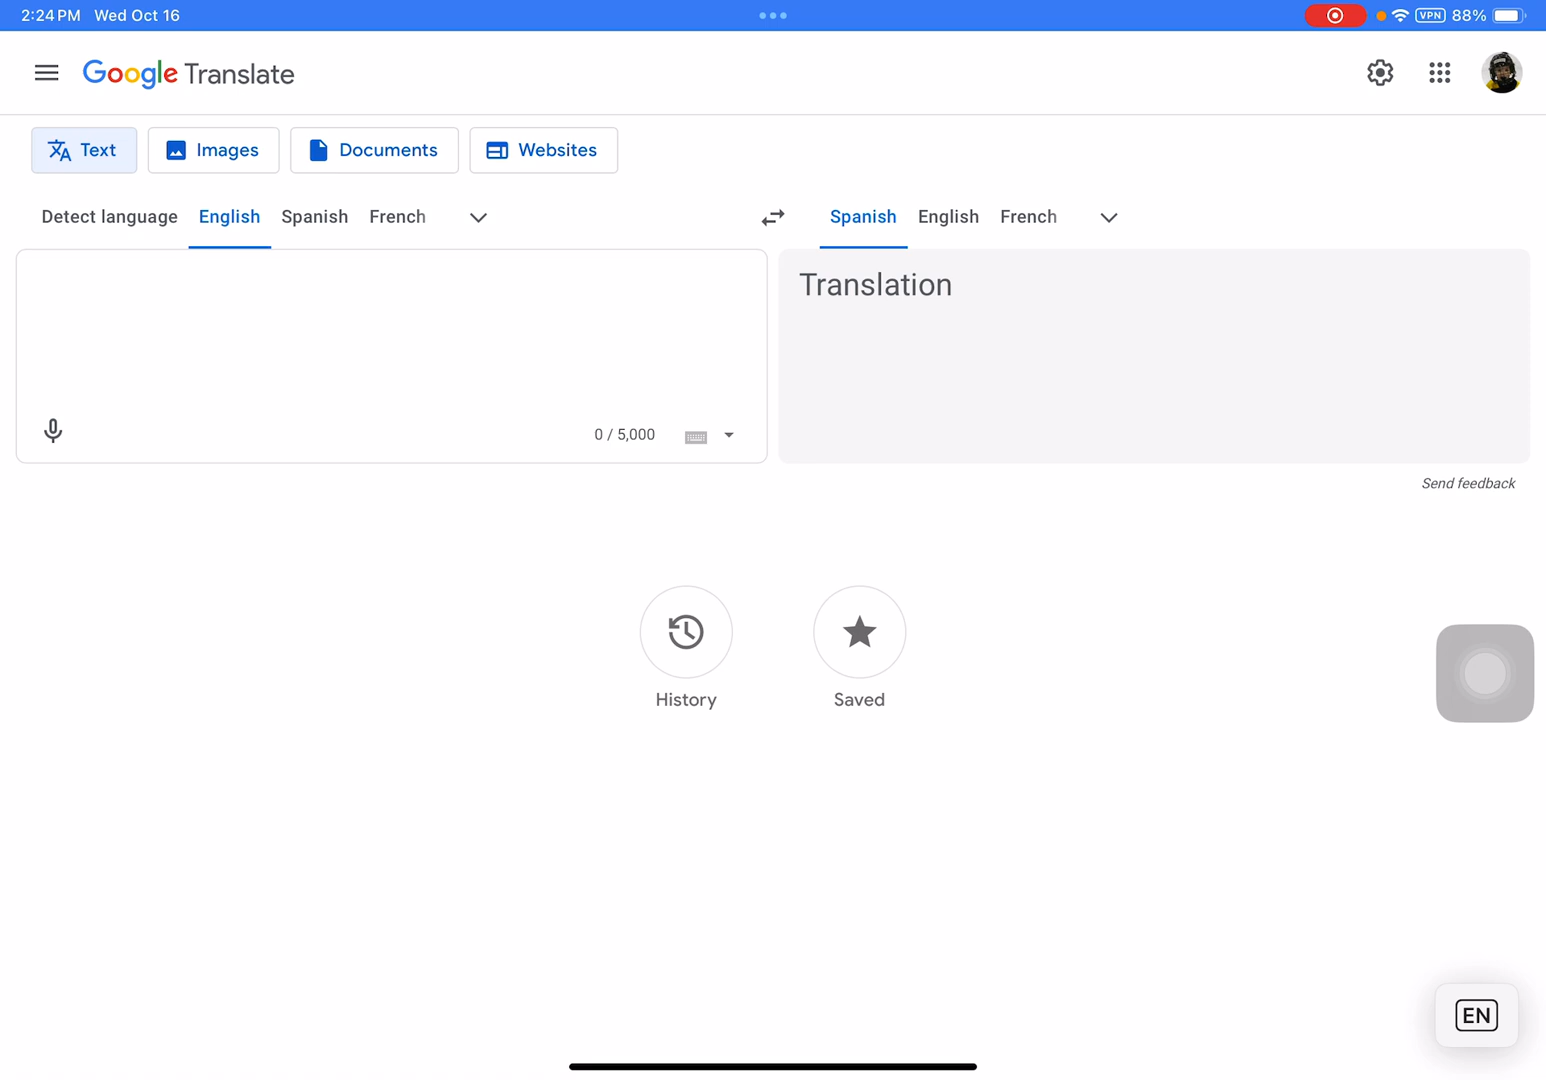 2:24 PM Wed Oct 16
VPN 88%
Google Translate
Text Images Documents Websites
Detect language English Spanish French
Spanish English French
Translation
0 / 5,000
Send feedback
History Saved
EN